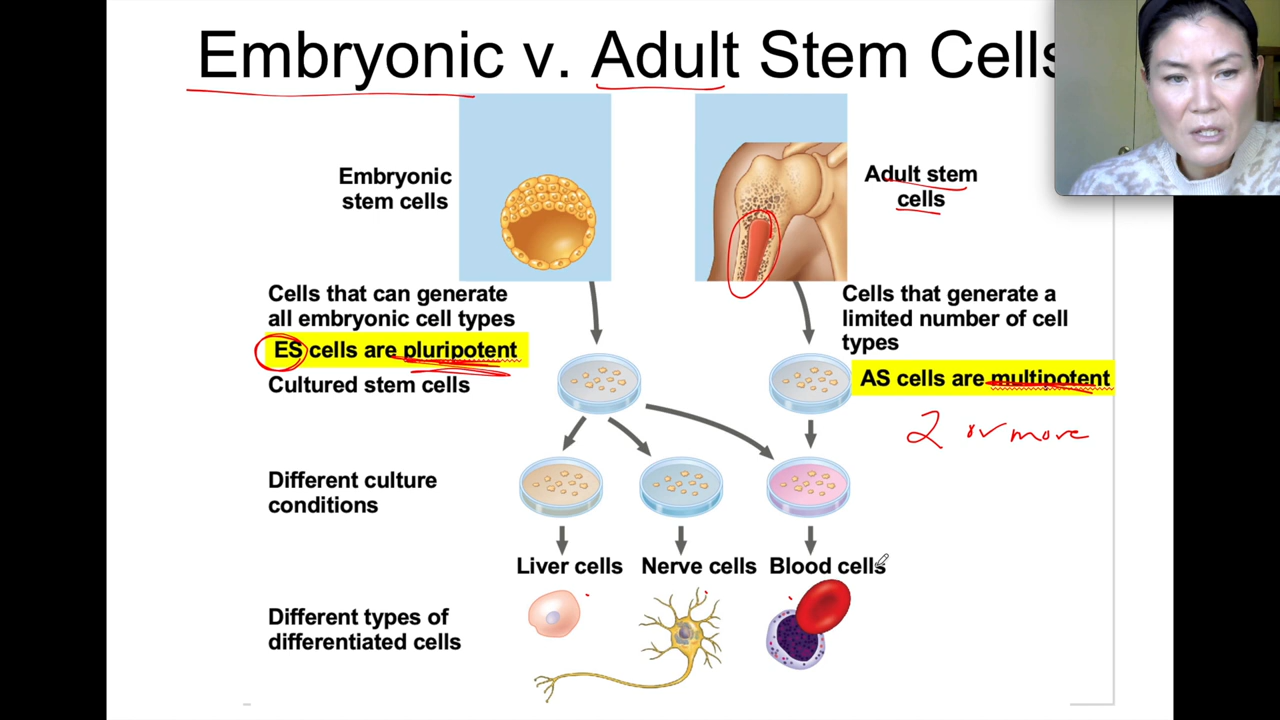 Embryonic v. Adult Stem Cells
Embryonic
stem cells
Adult stem
cells
Cells that can generate
all embryonic cell types
ES cells are pluripotent
Cultured stem cells
Cells that generate a
limited number of cell
types
AS cells are multipotent
2 or more
Different culture
conditions
Liver cells
Nerve cells
Blood cells
Different types of
differentiated cells